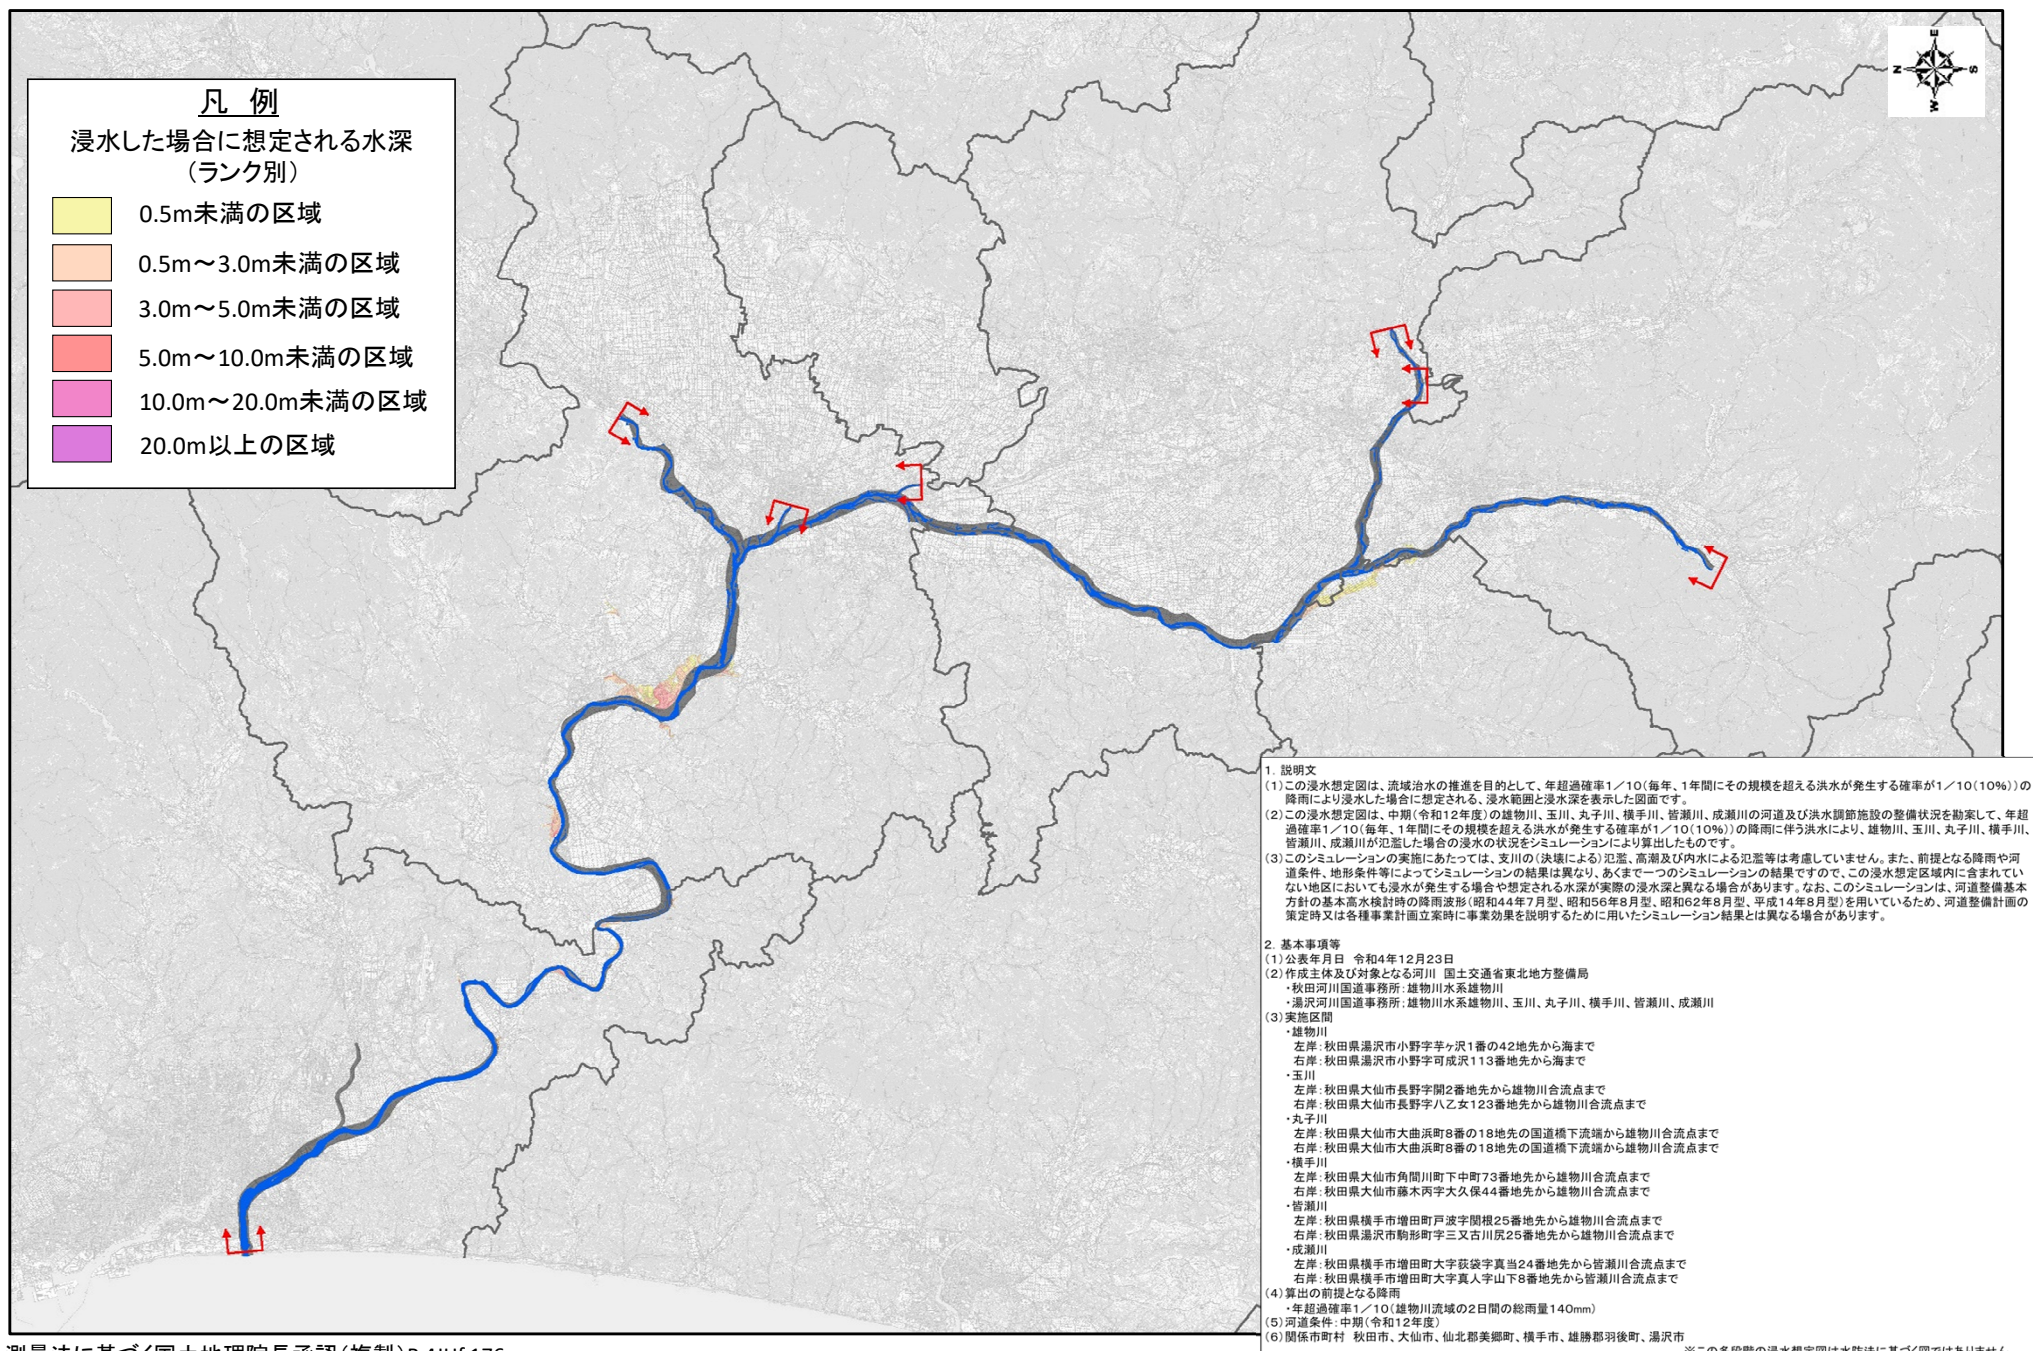 凡 例
浸水した場合に想定される水深
(ランク別)
0.5m未満の区域
0.5m～3.0m未満の区域
3.0m～5.0m未満の区域
5.0m～10.0m未満の区域
10.0m～20.0m未満の区域
20.0m以上の区域
E
N S
W
1. 説明文
(1)この浸水想定図は、流域治水の推進を目的として、年超過確率1／10(毎年、1年間にその規模を超える洪水が発生する確率が1／10(10%))の
降雨により浸水した場合に想定される、浸水範囲と浸水深を表示した図面です。
(2)この浸水想定図は、中期(令和12年度)の雄物川、玉川、丸子川、横手川、皆瀬川、成瀬川の河道及び洪水調節施設の整備状況を勘案して、年超
過確率1／10(毎年、1年間にその規模を超える洪水が発生する確率が1／10(10%))の降雨に伴う洪水により、雄物川、玉川、丸子川、横手川、
皆瀬川、成瀬川が氾濫した場合の浸水の状況をシミュレーションにより算出したものです。
(3)このシミュレーションの実施にあたっては、支川の(決壊による)氾濫、高潮及び内水による氾濫等は考慮していません。また、前提となる降雨や河
道条件、地形条件等によってシミュレーションの結果は異なり、あくまで一つのシミュレーションの結果ですので、この浸水想定区域内に含まれてい
ない地区においても浸水が発生する場合や想定される水深が実際の浸水深と異なる場合があります。なお、このシミュレーションは、河道整備基本
方針の基本高水検討時の降雨波形(昭和44年7月型、昭和56年8月型、昭和62年8月型、平成14年8月型)を用いているため、河道整備計画の
策定時又は各種事業計画立案時に事業効果を説明するために用いたシミュレーション結果とは異なる場合があります。
2. 基本事項等
(1)公表年月日 令和4年12月23日
(2)作成主体及び対象となる河川 国土交通省東北地方整備局
・秋田河川国道事務所:雄物川水系雄物川
・湯沢河川国道事務所:雄物川水系雄物川、玉川、丸子川、横手川、皆瀬川、成瀬川
(3)実施区間
・雄物川
左岸:秋田県湯沢市小野字芋ヶ沢1番の42地先から海まで
右岸:秋田県湯沢市小野字可成沢113番地先から海まで
・玉川
左岸:秋田県大仙市長野字開2番地先から雄物川合流点まで
右岸:秋田県大仙市長野字八乙女123番地先から雄物川合流点まで
・丸子川
左岸:秋田県大仙市大曲浜町8番の18地先の国道橋下流端から雄物川合流点まで
右岸:秋田県大仙市大曲浜町8番の18地先の国道橋下流端から雄物川合流点まで
・横手川
左岸:秋田県大仙市角間川町下中町73番地先から雄物川合流点まで
右岸:秋田県大仙市藤木丙字大久保44番地先から雄物川合流点まで
・皆瀬川
左岸:秋田県横手市増田町戸波字関根25番地先から雄物川合流点まで
右岸:秋田県湯沢市駒形町字三又古川尻25番地先から雄物川合流点まで
・成瀬川
左岸:秋田県横手市増田町大字荻袋字真当24番地先から皆瀬川合流点まで
右岸:秋田県横手市増田町大字真人字山下8番地先から皆瀬川合流点まで
(4)算出の前提となる降雨
・年超過確率1／10(雄物川流域の2日間の総雨量140mm)
(5)河道条件:中期(令和12年度)
(6)関係市町村 秋田市、大仙市、仙北郡美郷町、横手市、雄勝郡羽後町、湯沢市